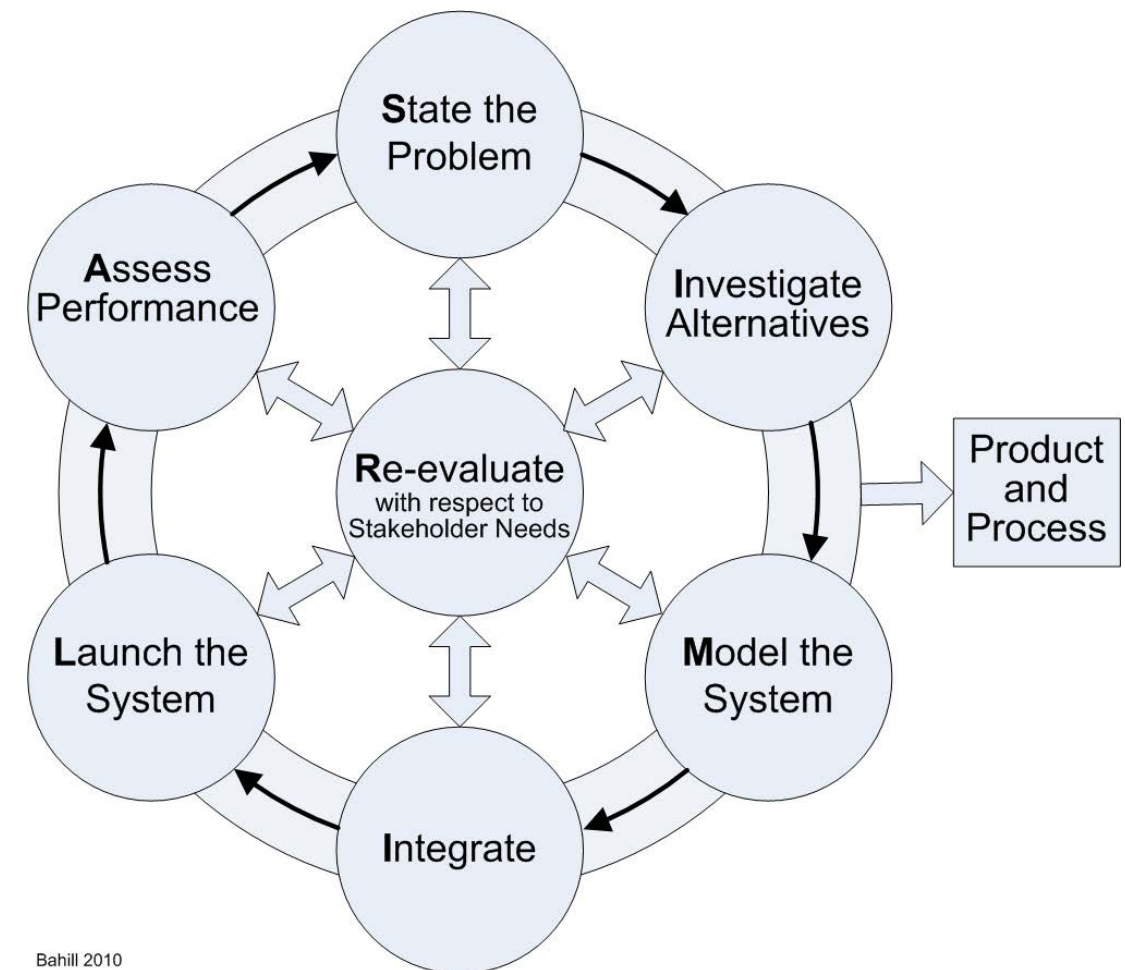 State the
Problem
Investigate
Alternatives
Model the
System
Integrate
Launch the
System
Assess
Performance
Re-evaluate
with respect to
Stakeholder Needs
Product
and
Process
Bahill 2010